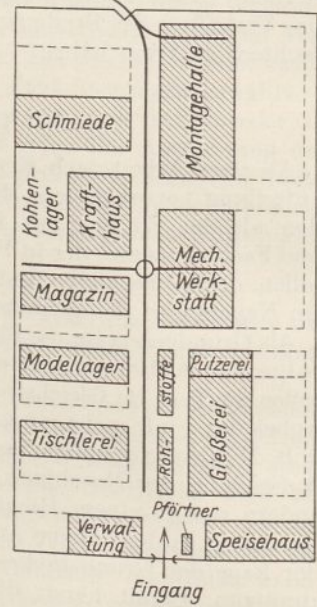 Montagehalle
Schmiede
Kohlen-
lager
Kraft-
haus
Mech.
Werk-
statt
Magazin
Modellager
Tischlerei
Roh-
stoffe
Putzerei
Gießerei
Pförtner
Verwal-
tung
Speisehaus
Eingang